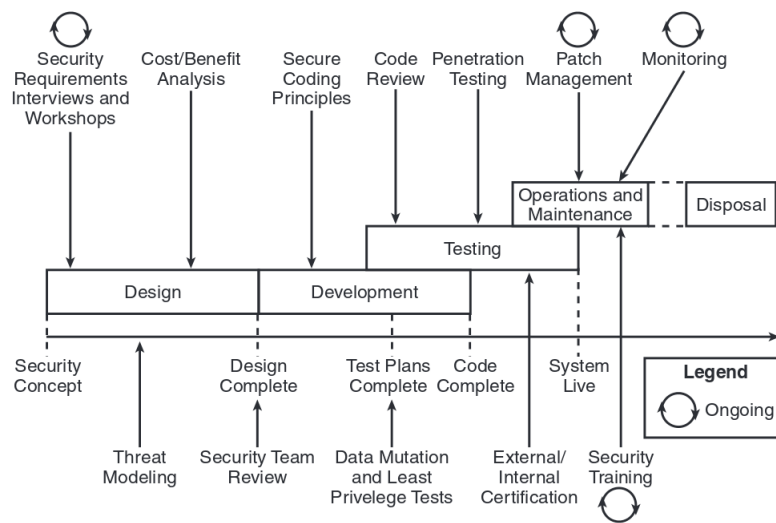 Security
Requirements
Interviews and
Workshops
Cost/Benefit
Analysis
Secure
Coding
Principles
Code
Review
Penetration
Testing
Patch
Management
Monitoring
Operations and
Maintenance
Disposal
Testing
Design
Development
Security
Concept
Design
Complete
Test Plans
Complete
Code
Complete
System
Live
Legend
Ongoing
Threat
Modeling
Security Team
Review
Data Mutation
and Least
Privelege Tests
External/
Internal
Certification
Security
Training